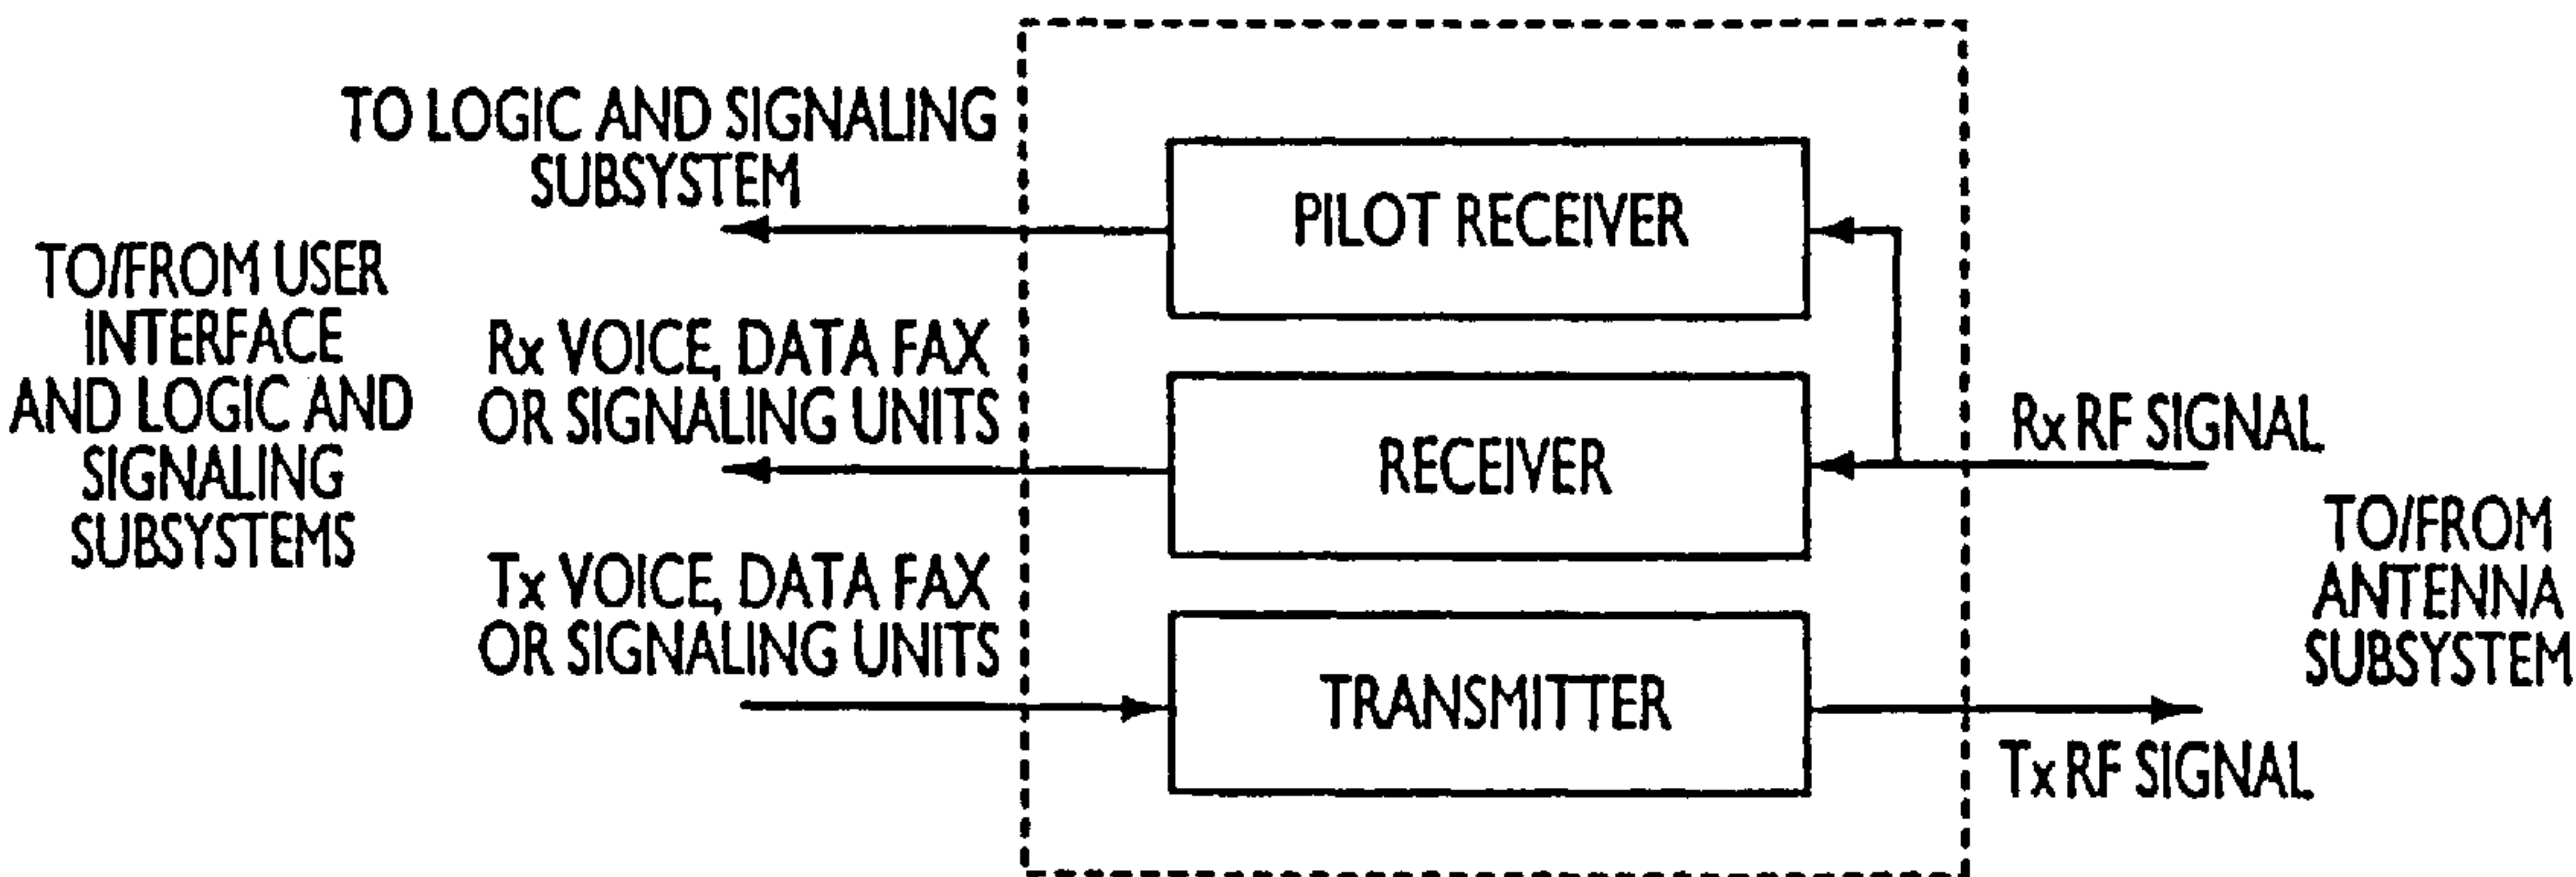 TO LOGIC AND SIGNALING
SUBSYSTEM
TO/FROM USER
INTERFACE
AND LOGIC AND
SIGNALING
SUBSYSTEMS
Rx VOICE, DATA FAX
OR SIGNALING UNITS
Tx VOICE, DATA FAX
OR SIGNALING UNITS
PILOT RECEIVER
RECEIVER
TRANSMITTER
Rx RF SIGNAL
TO/FROM
ANTENNA
SUBSYSTEM
Tx RF SIGNAL